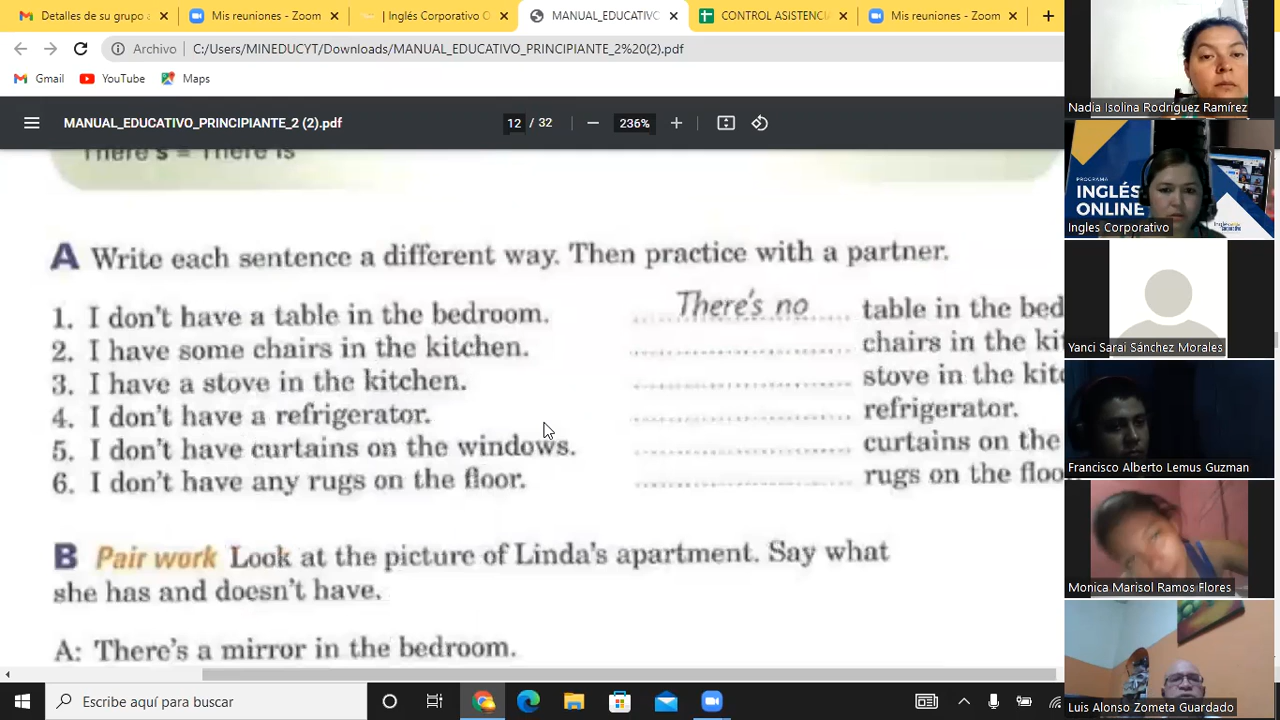 Detalles de su grupo
Mis reuniones - Zoom
| Inglés Corporativo
MANUAL_EDUCATIVO
CONTROL ASISTENCI
Mis reuniones - Zoom
Archivo
C:/Users/MINEDUCYT/Downloads/MANUAL_EDUCATIVO_PRINCIPIANTE_2%20(2).pdf
Gmail YouTube Maps
MANUAL_EDUCATIVO_PRINCIPIANTE_2 (2).pdf
12 / 32
236%
There's = There is
A Write each sentence a different way. Then practice with a partner.
1. I don't have a table in the bedroom. There's no table in the bed
2. I have some chairs in the kitchen. chairs in the ki
3. I have a stove in the kitchen. stove in the kitc
4. I don't have a refrigerator. refrigerator.
5. I don't have curtains on the windows. curtains on the
6. I don't have any rugs on the floor. rugs on the floo
B Pair work Look at the picture of Linda's apartment. Say what
she has and doesn't have.
A: There's a mirror in the bedroom.
Escribe aquí para buscar
Nadia Isolina Rodríguez Ramírez
PROGRAMA
INGLÉS
ONLINE
Ingles Corporativo
Yanci Sarai Sánchez Morales
Francisco Alberto Lemus Guzman
Monica Marisol Ramos Flores
Luis Alonso Zometa Guardado